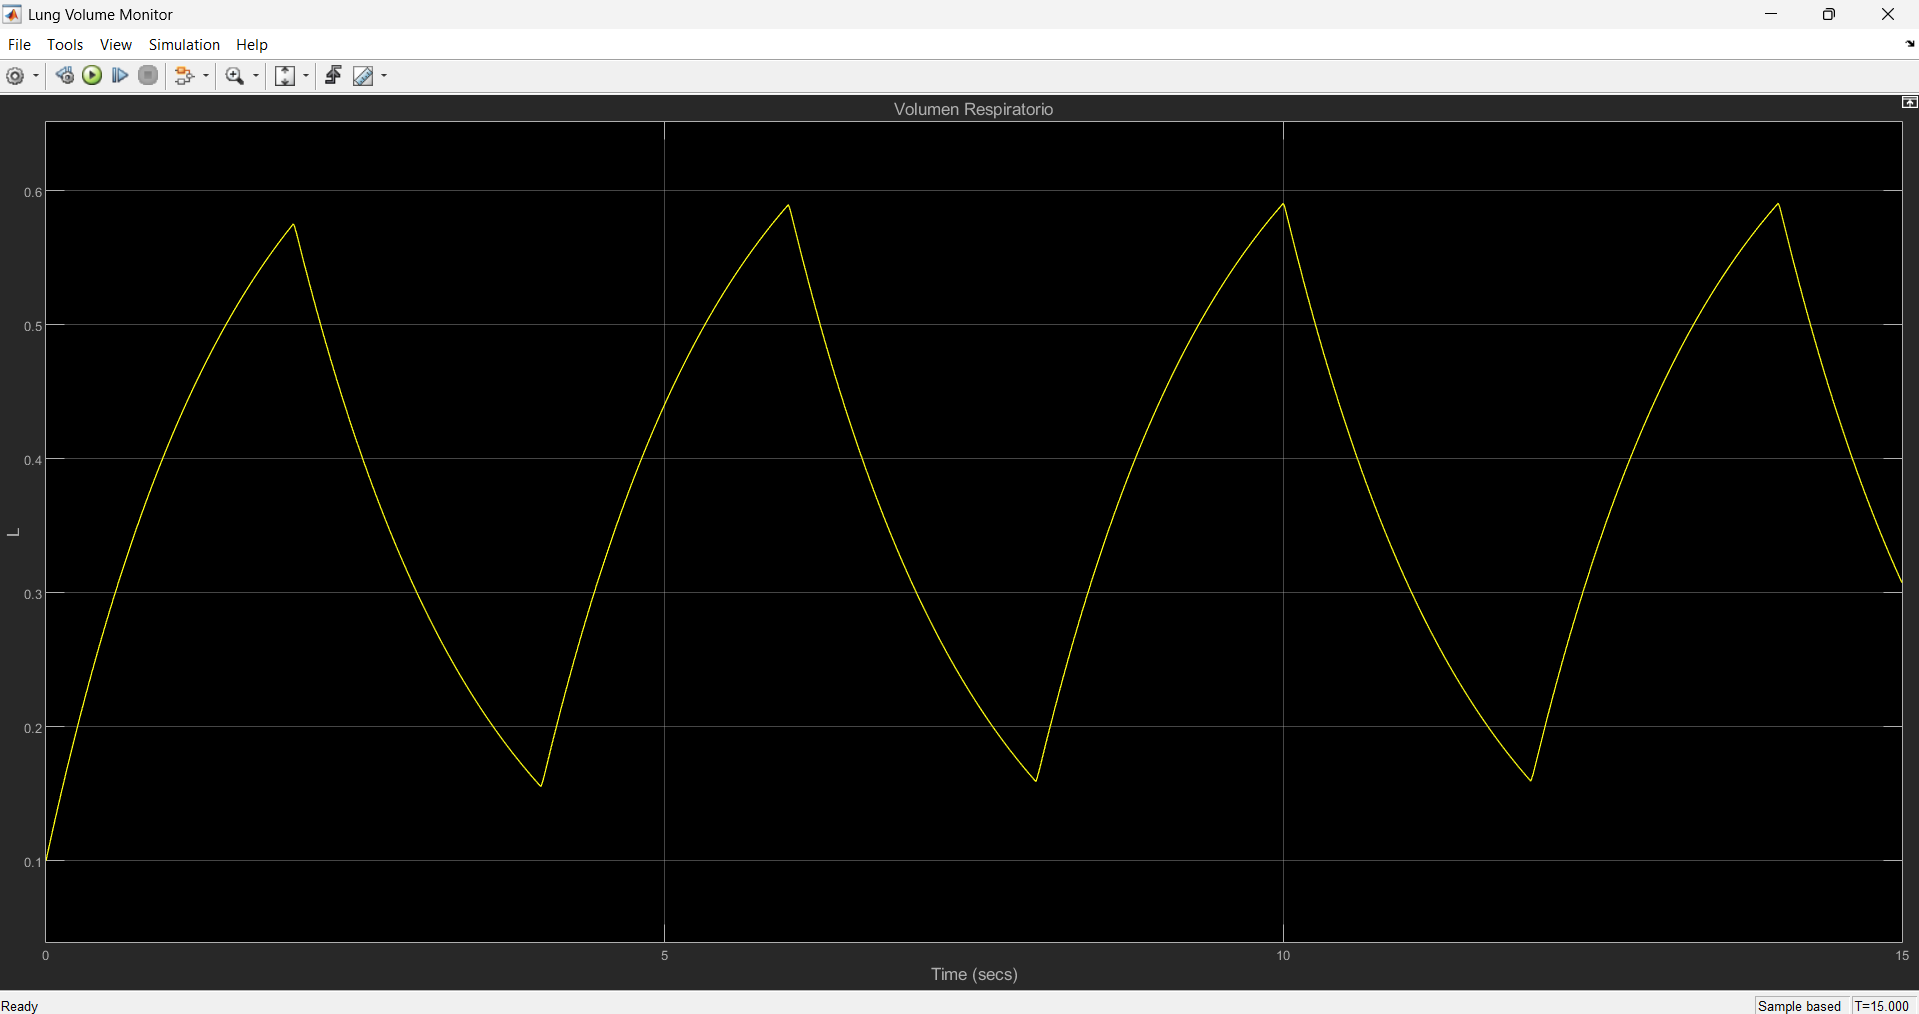 Lung Volume Monitor
File Tools View Simulation Help
Volumen Respiratorio
0.6
0.5
0.4
L
0.3
0.2
0.1
0 5 10 15
Time (secs)
Ready Sample based T=15.000